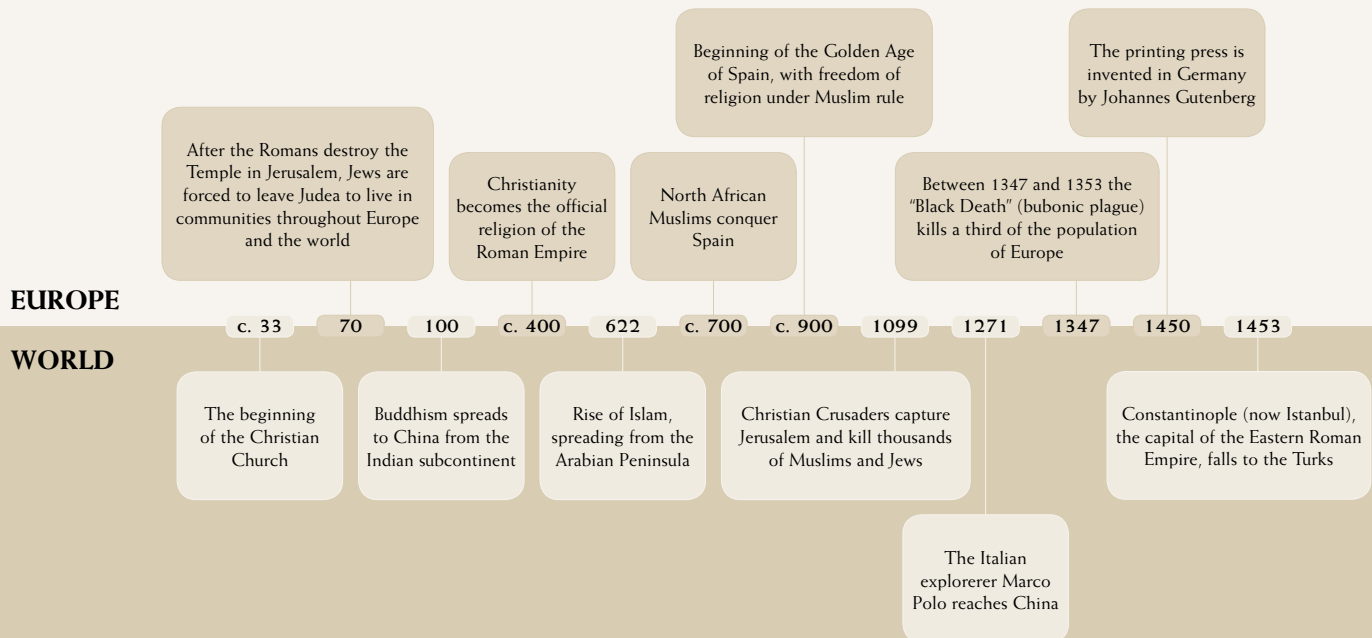 Beginning of the Golden Age
of Spain, with freedom of
religion under Muslim rule
The printing press is
invented in Germany
by Johannes Gutenberg
After the Romans destroy the
Temple in Jerusalem, Jews are
forced to leave Judea to live in
communities throughout Europe
and the world
Christianity
becomes the official
religion of the
Roman Empire
North African
Muslims conquer
Spain
Between 1347 and 1353 the
“Black Death” (bubonic plague)
kills a third of the population
of Europe
EUROPE
c. 33 70 100 c. 400 622 c. 700 c. 900 1099 1271 1347 1450 1453
WORLD
The beginning
of the Christian
Church
Buddhism spreads
to China from the
Indian subcontinent
Rise of Islam,
spreading from the
Arabian Peninsula
Christian Crusaders capture
Jerusalem and kill thousands
of Muslims and Jews
Constantinople (now Istanbul),
the capital of the Eastern Roman
Empire, falls to the Turks
The Italian
explorerer Marco
Polo reaches China